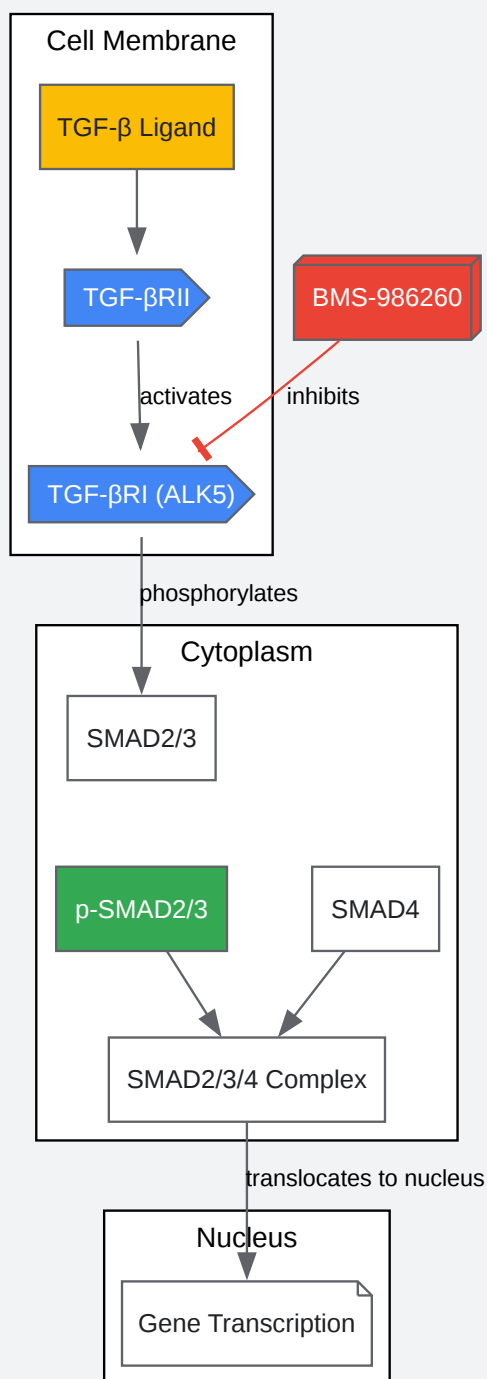 Cell Membrane
TGF-β Ligand
TGF-βRII
BMS-986260
activates
inhibits
TGF-βRI (ALK5)
phosphorylates
Cytoplasm
SMAD2/3
p-SMAD2/3
SMAD4
SMAD2/3/4 Complex
translocates to nucleus
Nucleus
Gene Transcription